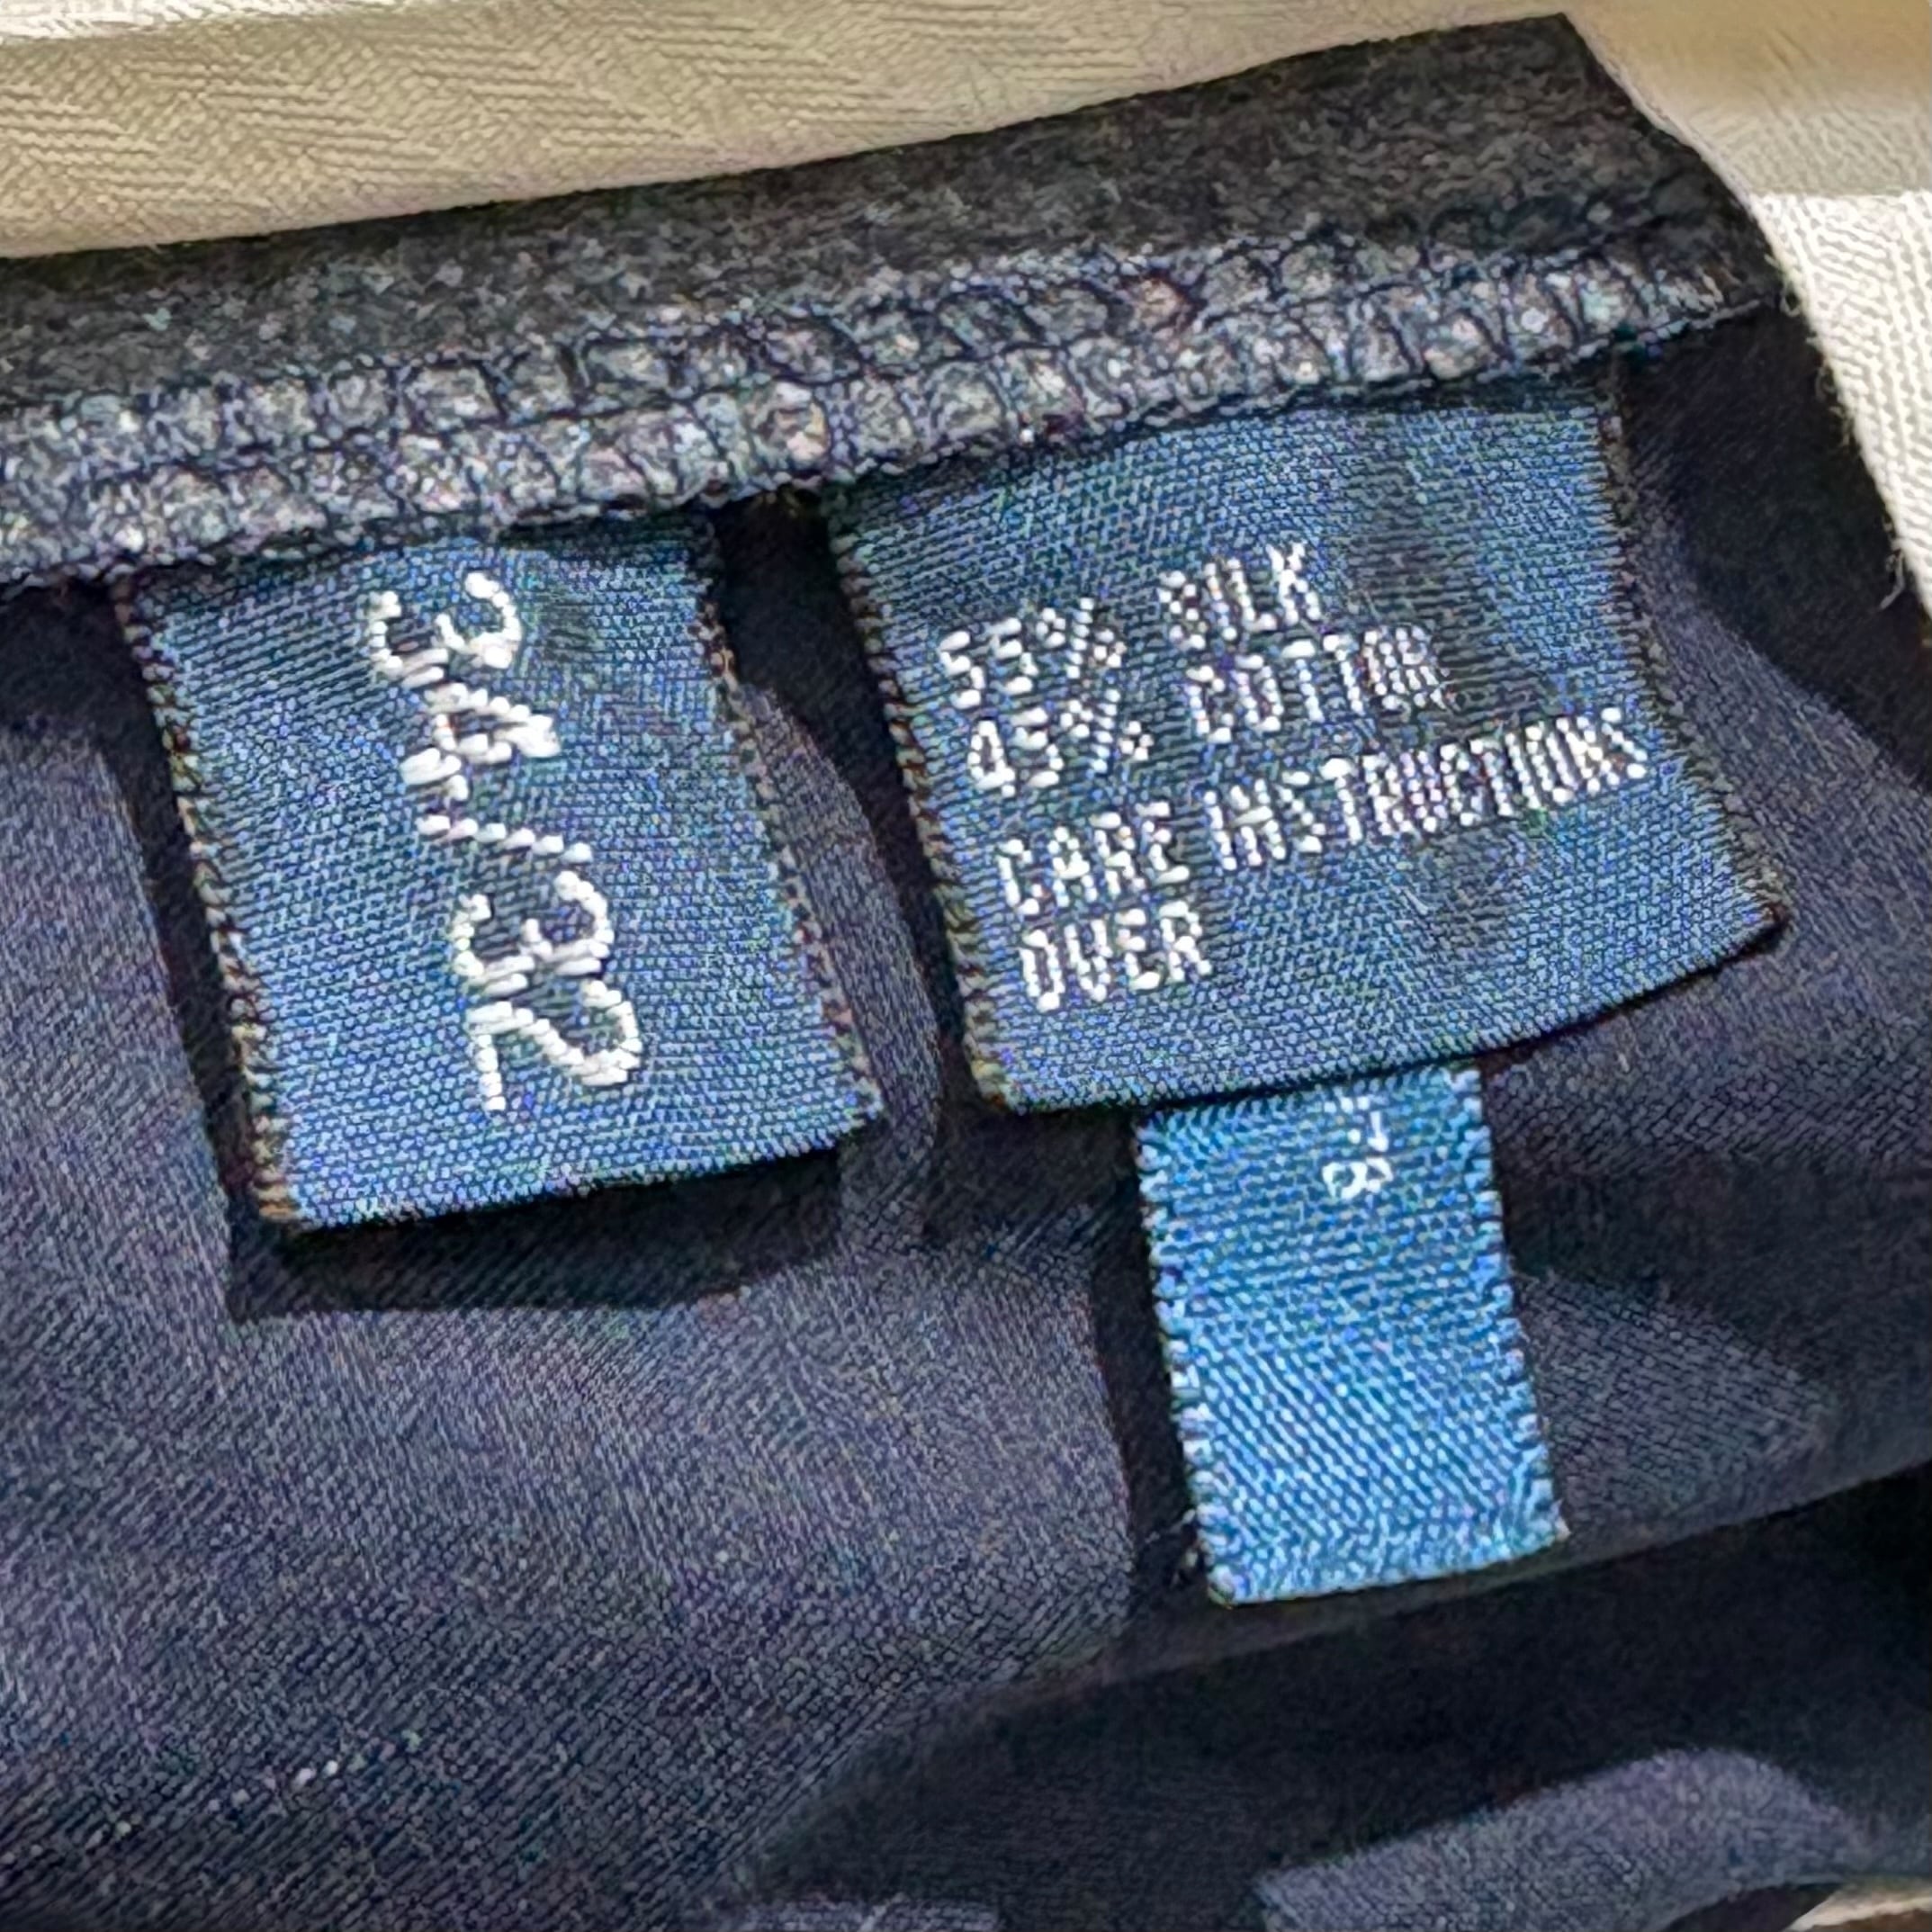 34/32
55% SILK
45% COTTON
CARE INSTRUCTIONS
OVER